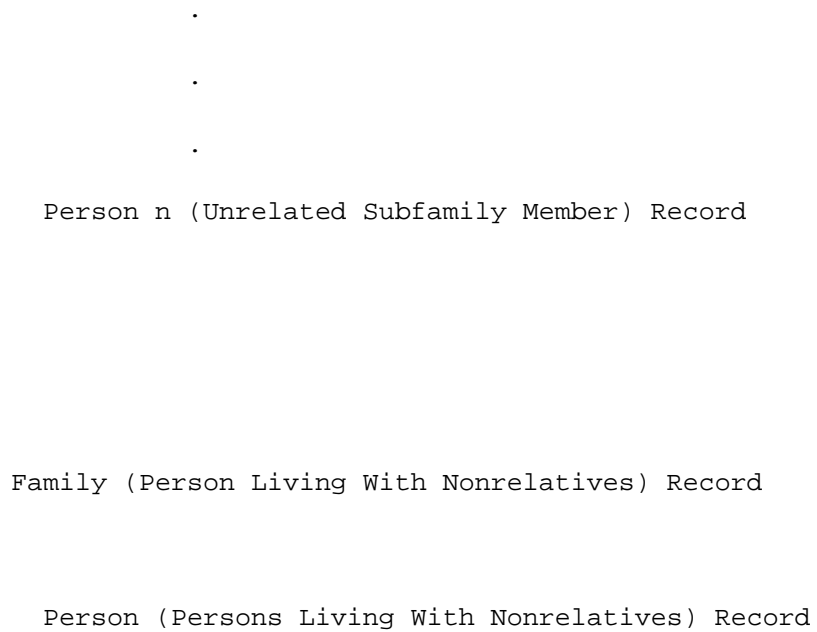 .
.
.
Person n (Unrelated Subfamily Member) Record
Family (Person Living With Nonrelatives) Record
Person (Persons Living With Nonrelatives) Record